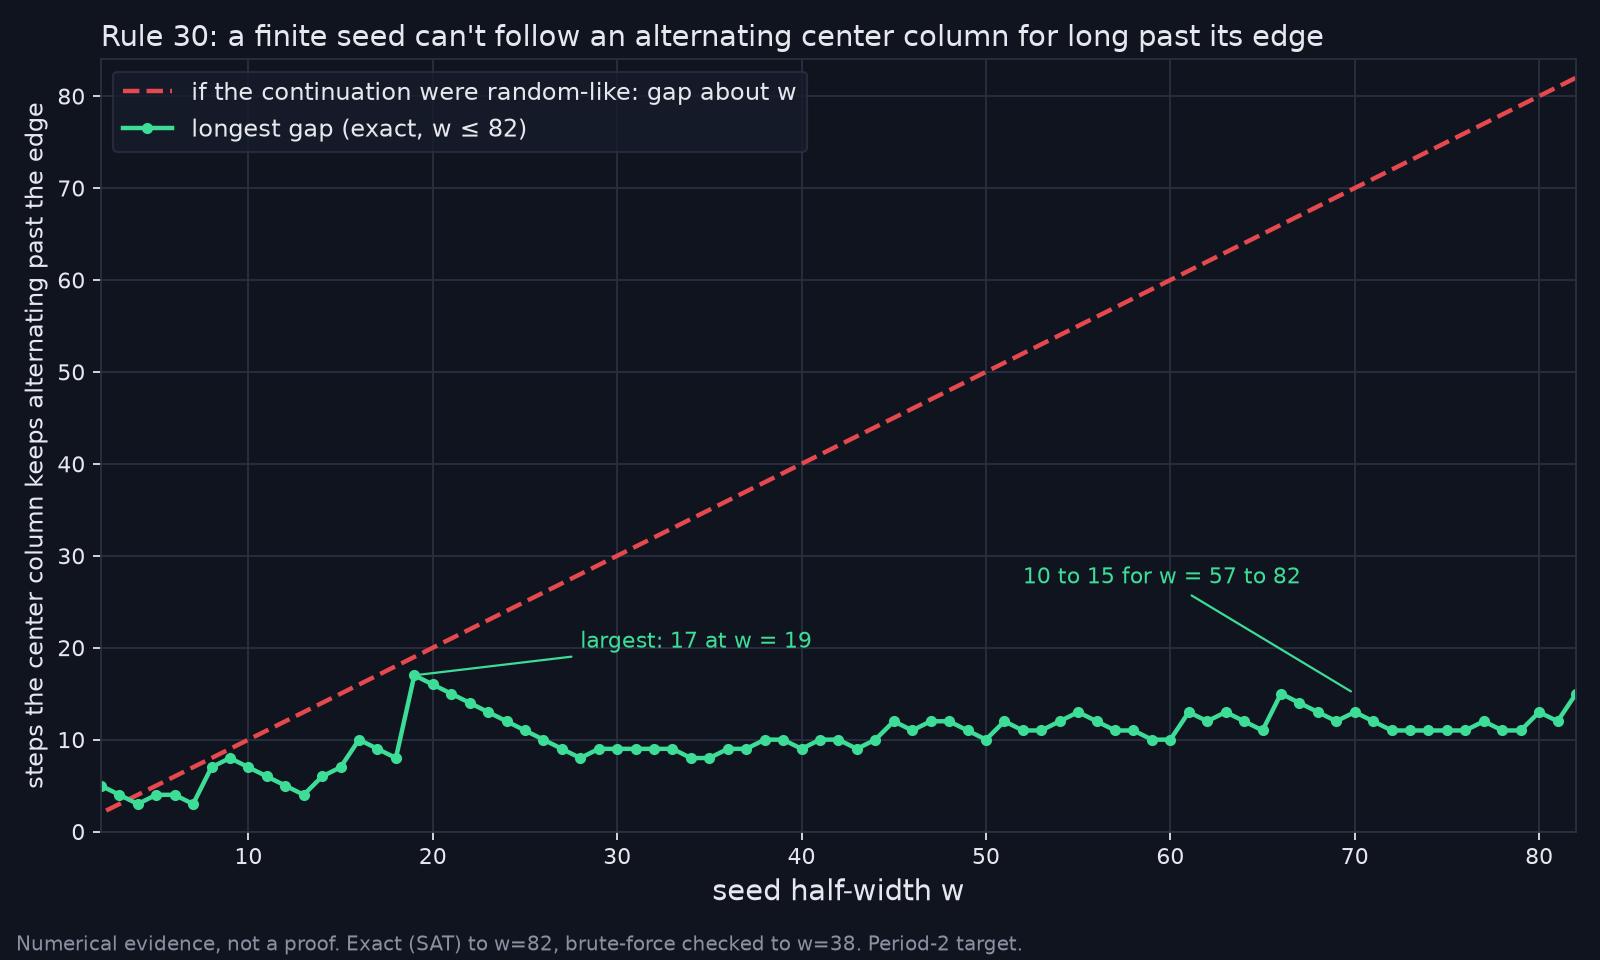 Rule 30: a finite seed can't follow an alternating center column for long past its edge
if the continuation were random-like: gap about w
longest gap (exact, w ≤ 82)
steps the center column keeps alternating past the edge
80
70
60
50
40
30
20
10
0
10 to 15 for w = 57 to 82
largest: 17 at w = 19
10
20
30
40
50
60
70
80
seed half-width w
Numerical evidence, not a proof. Exact (SAT) to w=82, brute-force checked to w=38. Period-2 target.